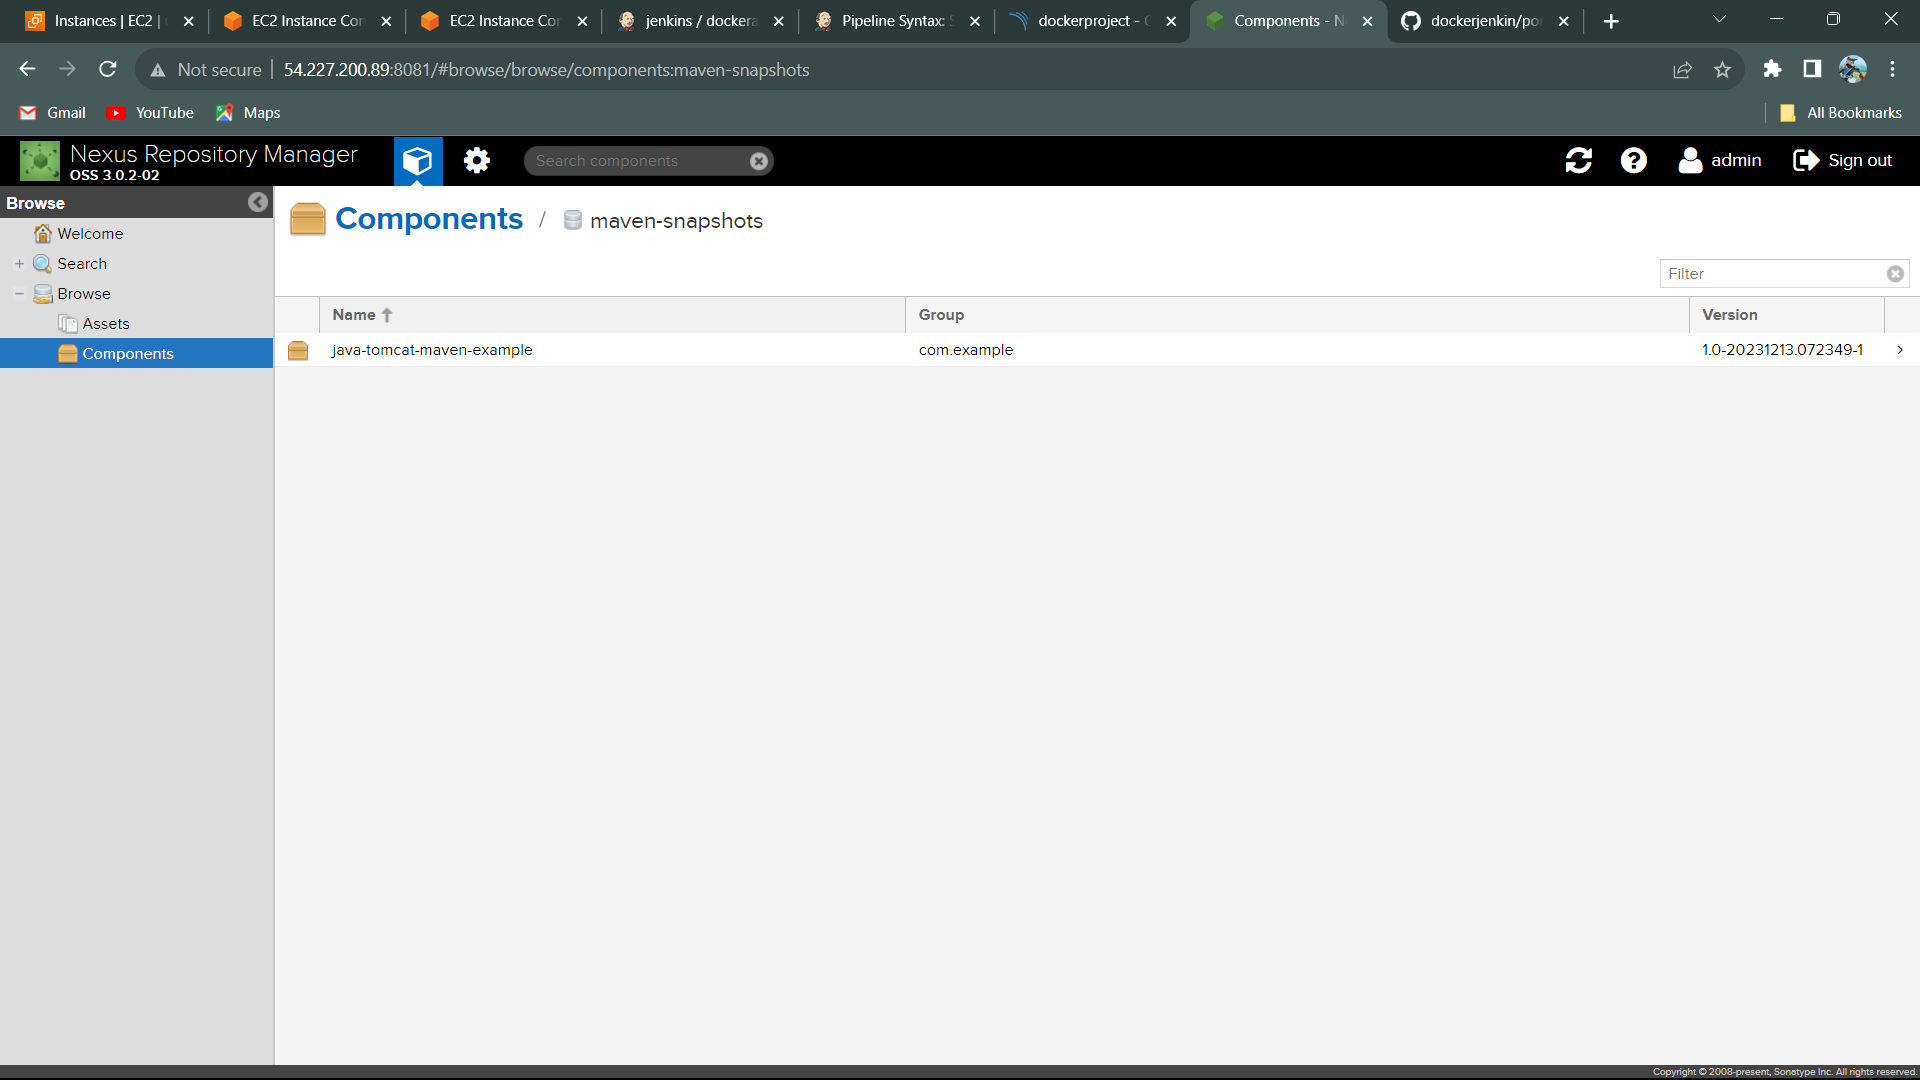 Instances | EC2 |
EC2 Instance Con
EC2 Instance Con
jenkins / dockera
Pipeline Syntax: S
dockerproject -
Components - N
dockerjenkin/po
Not secure
54.227.200.89:8081/#browse/browse/components:maven-snapshots
Gmail
YouTube
Maps
All Bookmarks
Nexus Repository Manager
OSS 3.0.2-02
Search components
admin
Sign out
Browse
Welcome
Search
Browse
Assets
Components
Components / maven-snapshots
Filter
Name
Group
Version
java-tomcat-maven-example
com.example
1.0-20231213.072349-1
Copyright © 2008-present, Sonatype Inc. All rights reserved.